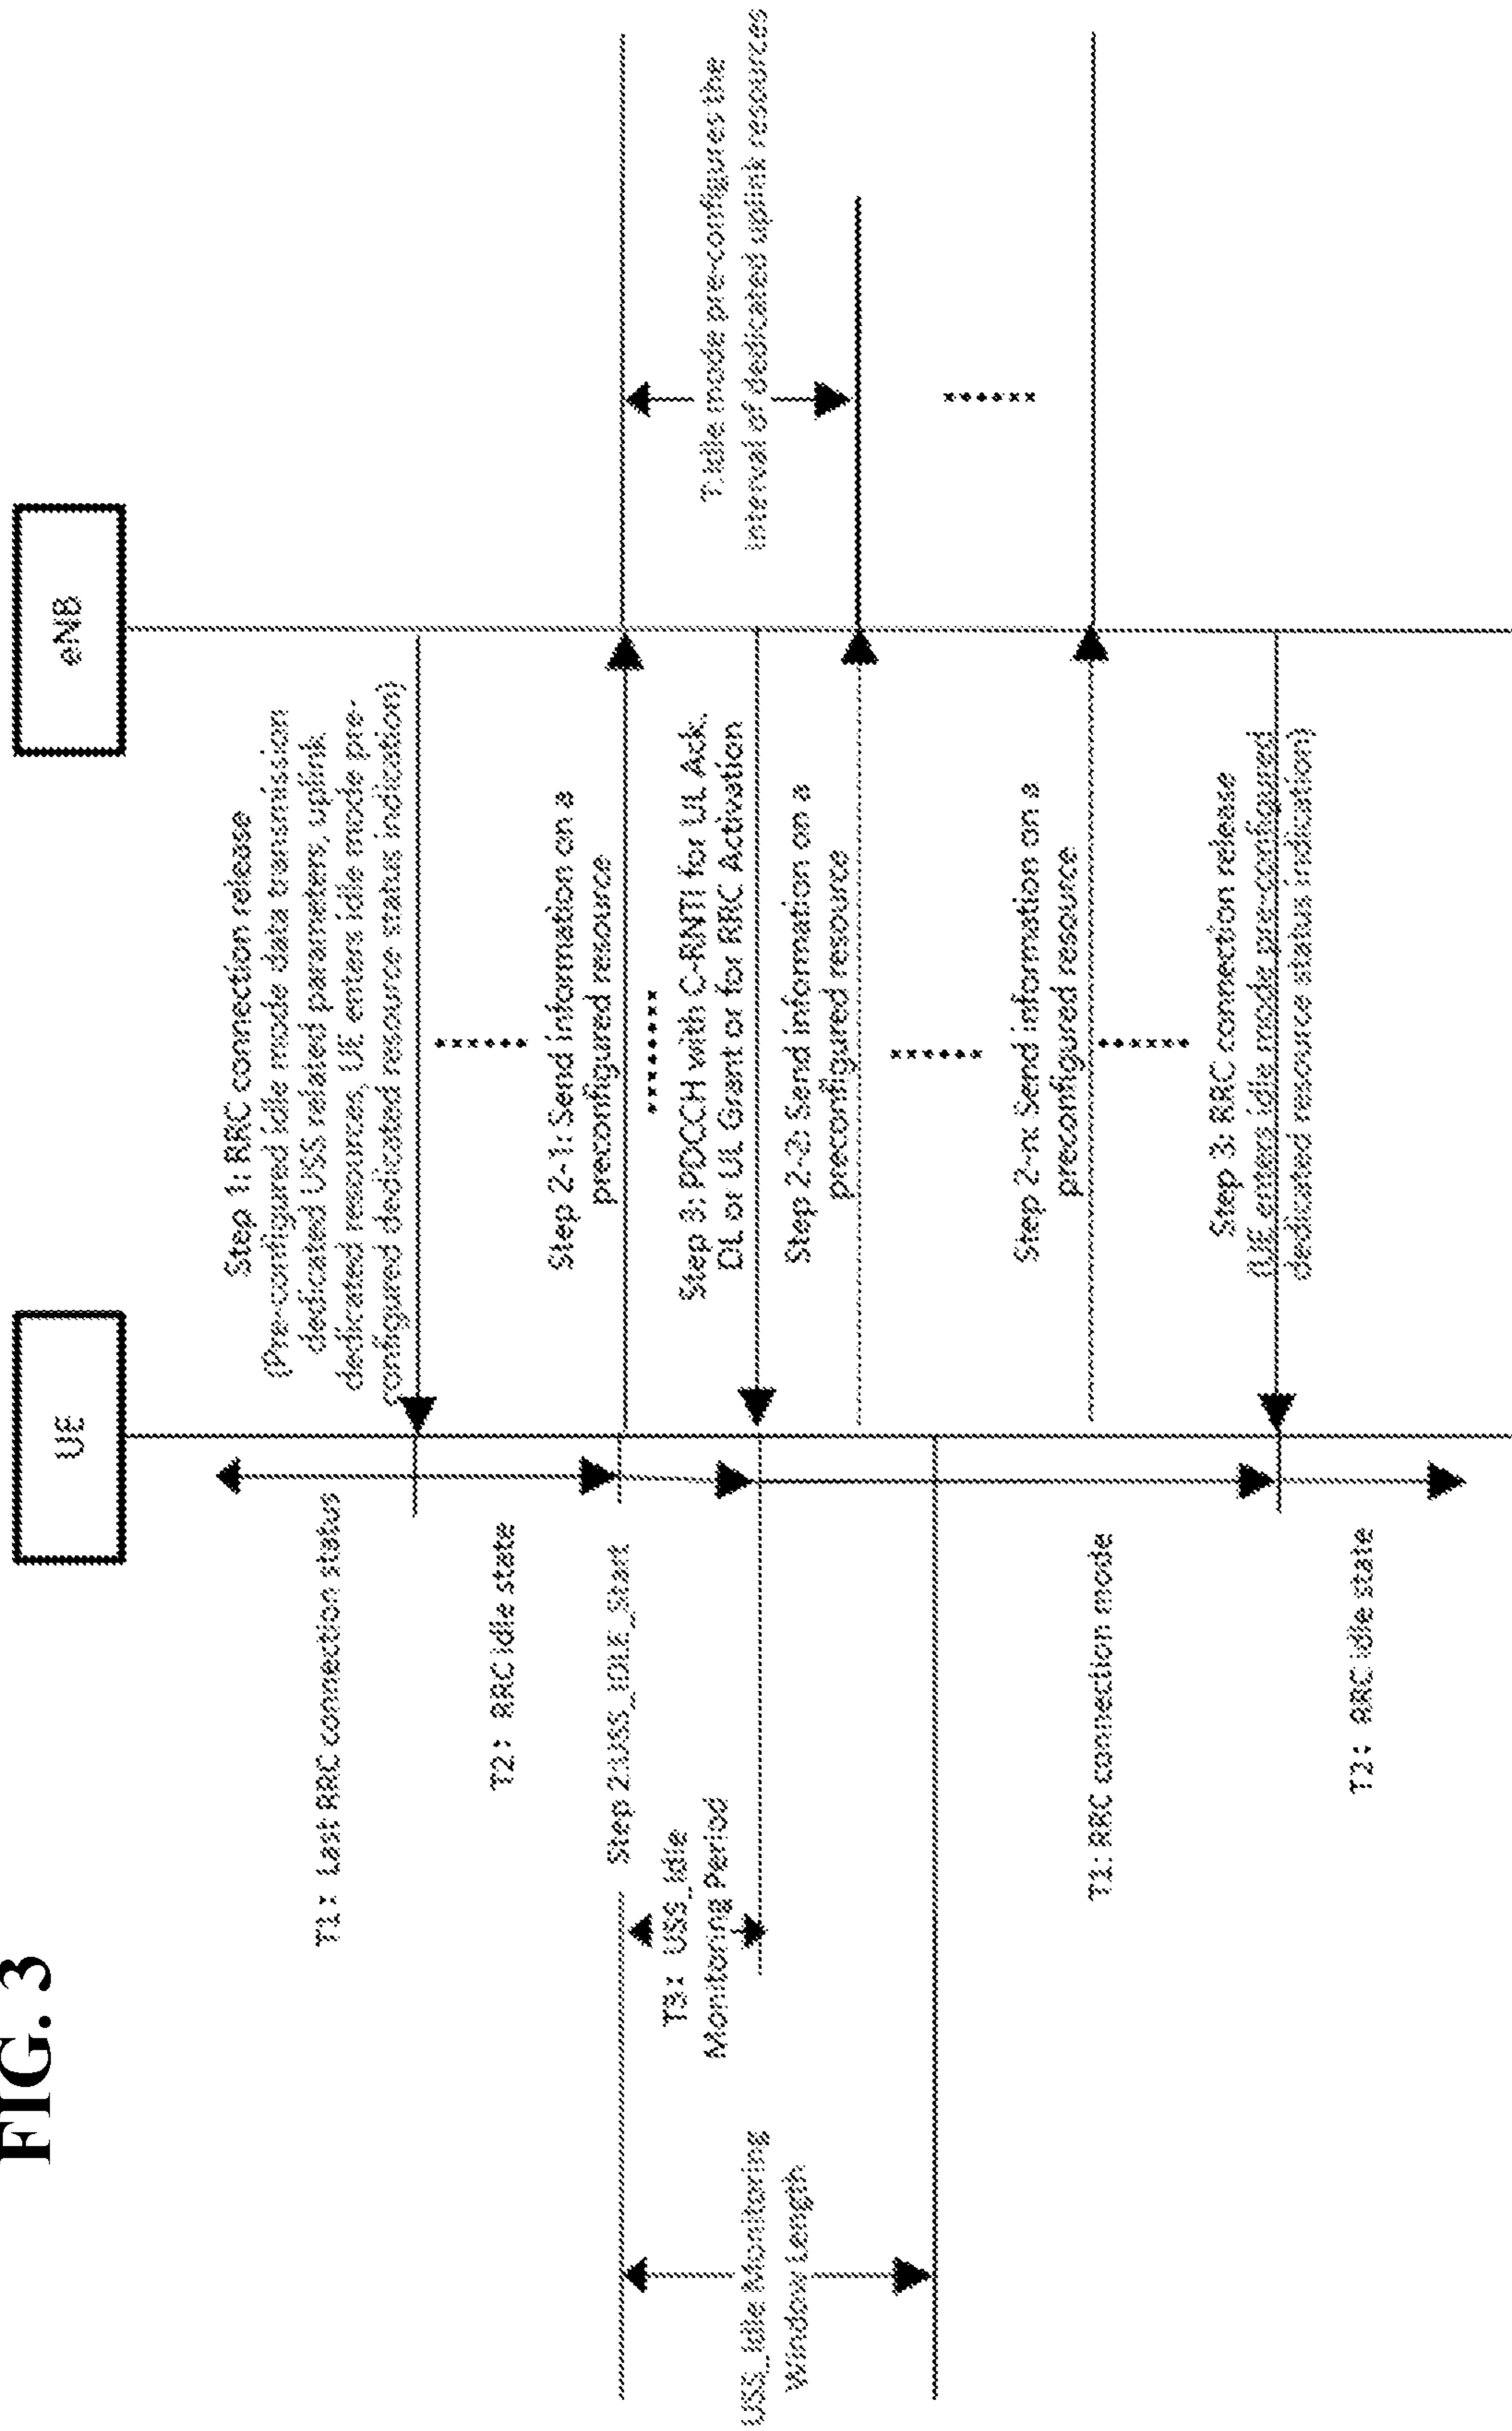 FIG. 3
UE
eNB
Step 1: RRC connection release
(Pre-configured idle mode data transmission
dedicated USS related parameters, uplink
dedicated resources, UE enters idle mode pre-
configured dedicated resource status indication)
T1: Last RRC connection status
T2: RRC idle state
Step 2-1: Send information on a
preconfigured resource
Step 2:USS_IDLE_Start
T3: USS_Idle
Monitoring Period
USS_Idle Monitoring
Window Length
Step 3: PDCCH with C-RNTI for UL Ack,
DL or UL Grant or for RRC Activation
T: Idle mode pre-configures the
interval of dedicated uplink resources
Step 2-2: Send information on a
preconfigured resource
Step 2-n: Send information on a
preconfigured resource
T1: RRC connection mode
Step 3: RRC connection release
(UE enters idle mode pre-configured
dedicated resource status indication)
T2: RRC idle state